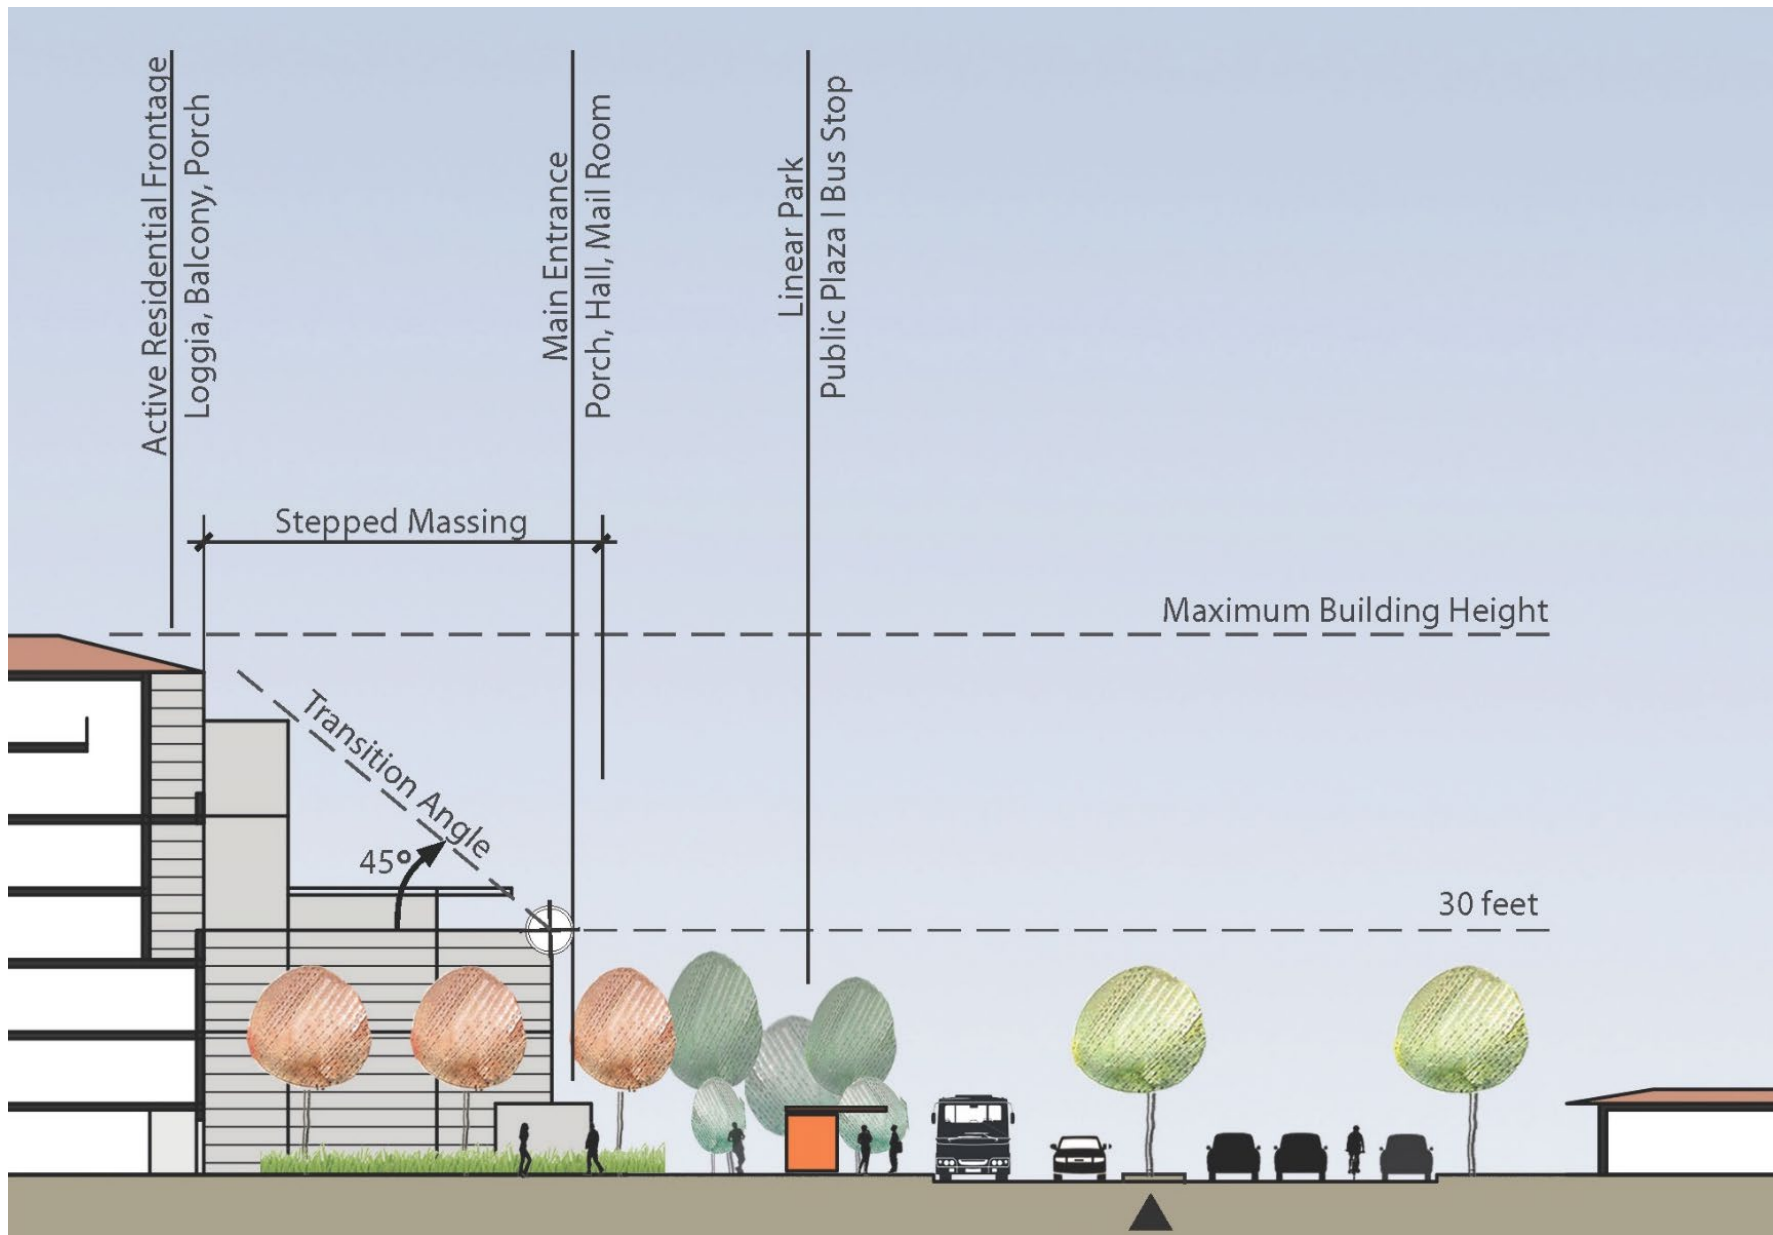 Active Residential Frontage
Loggia, Balcony, Porch
Main Entrance
Porch, Hall, Mail Room
Linear Park
Public Plaza I Bus Stop
Stepped Massing
Maximum Building Height
Transition Angle
45°
30 feet